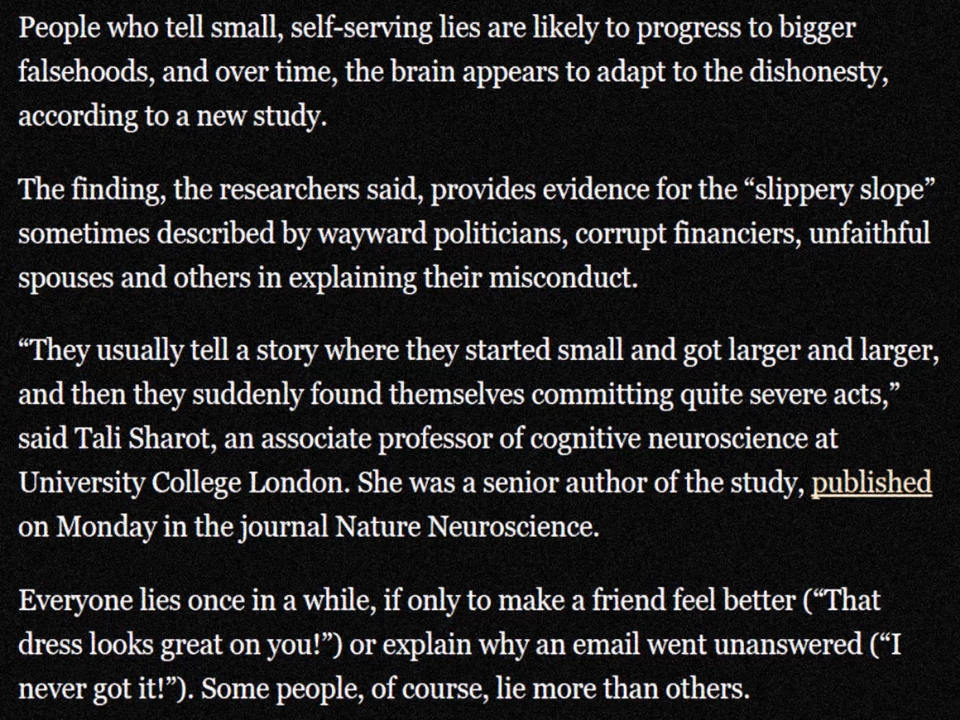 People who tell small, self-serving lies are likely to progress to bigger
falsehoods, and over time, the brain appears to adapt to the dishonesty,
according to a new study.
The finding, the researchers said, provides evidence for the “slippery slope”
sometimes described by wayward politicians, corrupt financiers, unfaithful
spouses and others in explaining their misconduct.
“They usually tell a story where they started small and got larger and larger,
and then they suddenly found themselves committing quite severe acts,”
said Tali Sharot, an associate professor of cognitive neuroscience at
University College London. She was a senior author of the study, published
on Monday in the journal Nature Neuroscience.
Everyone lies once in a while, if only to make a friend feel better (“That
dress looks great on you!”) or explain why an email went unanswered (“I
never got it!”). Some people, of course, lie more than others.